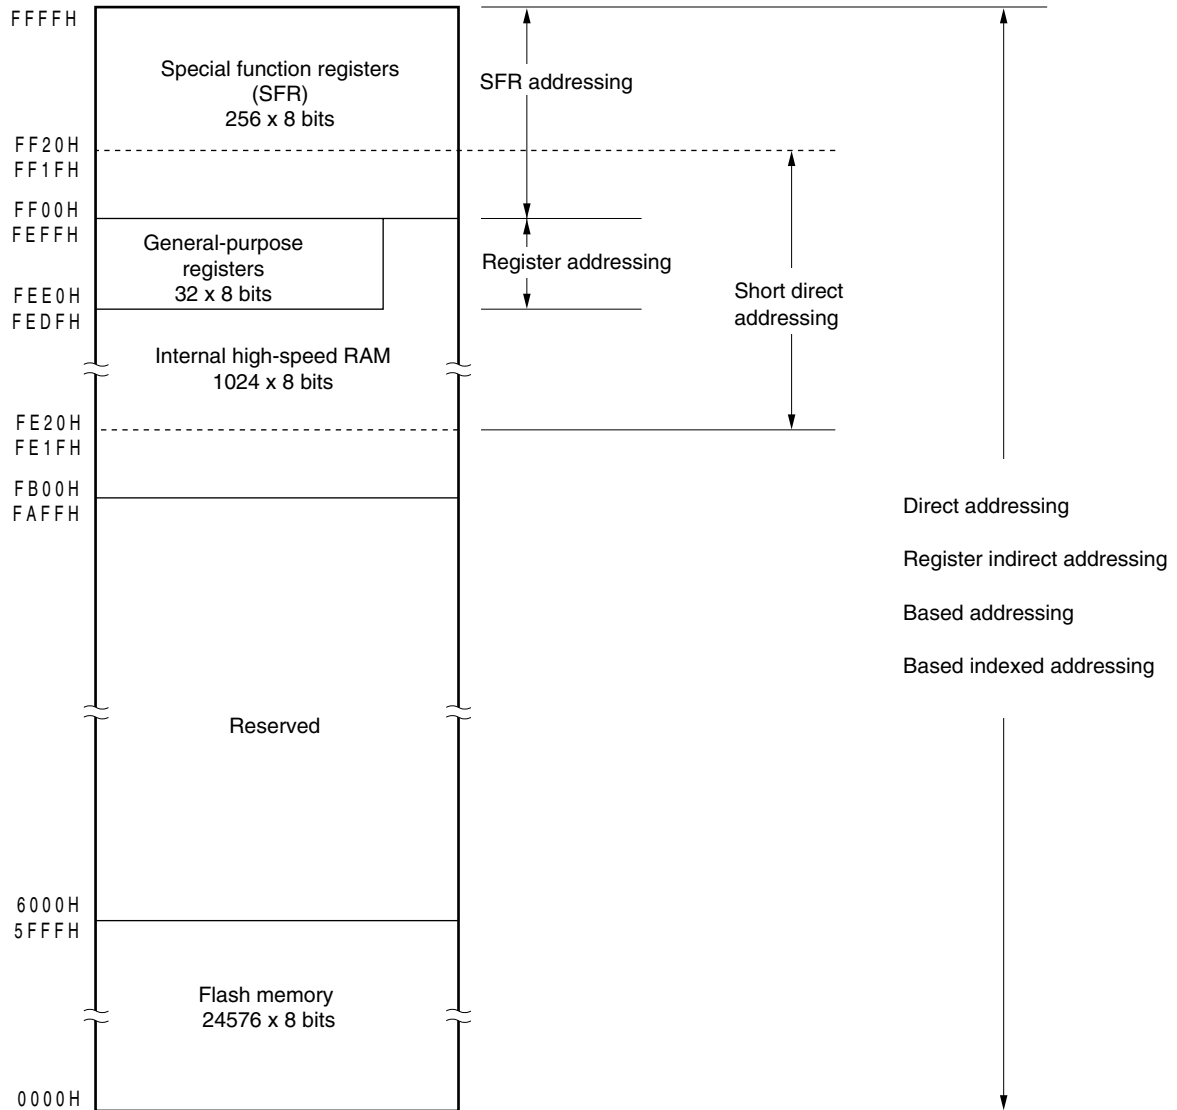 FFFFH
Special function registers
(SFR)
256 x 8 bits
SFR addressing
FF20H
FF1FH
FF00H
FEFFH
General-purpose
registers
32 x 8 bits
Register addressing
Short direct
addressing
FEE0H
FEDFH
Internal high-speed RAM
1024 x 8 bits
FE20H
FE1FH
FB00H
FAFFH
Direct addressing
Register indirect addressing
Based addressing
Based indexed addressing
Reserved
6000H
5FFFH
Flash memory
24576 x 8 bits
0000H